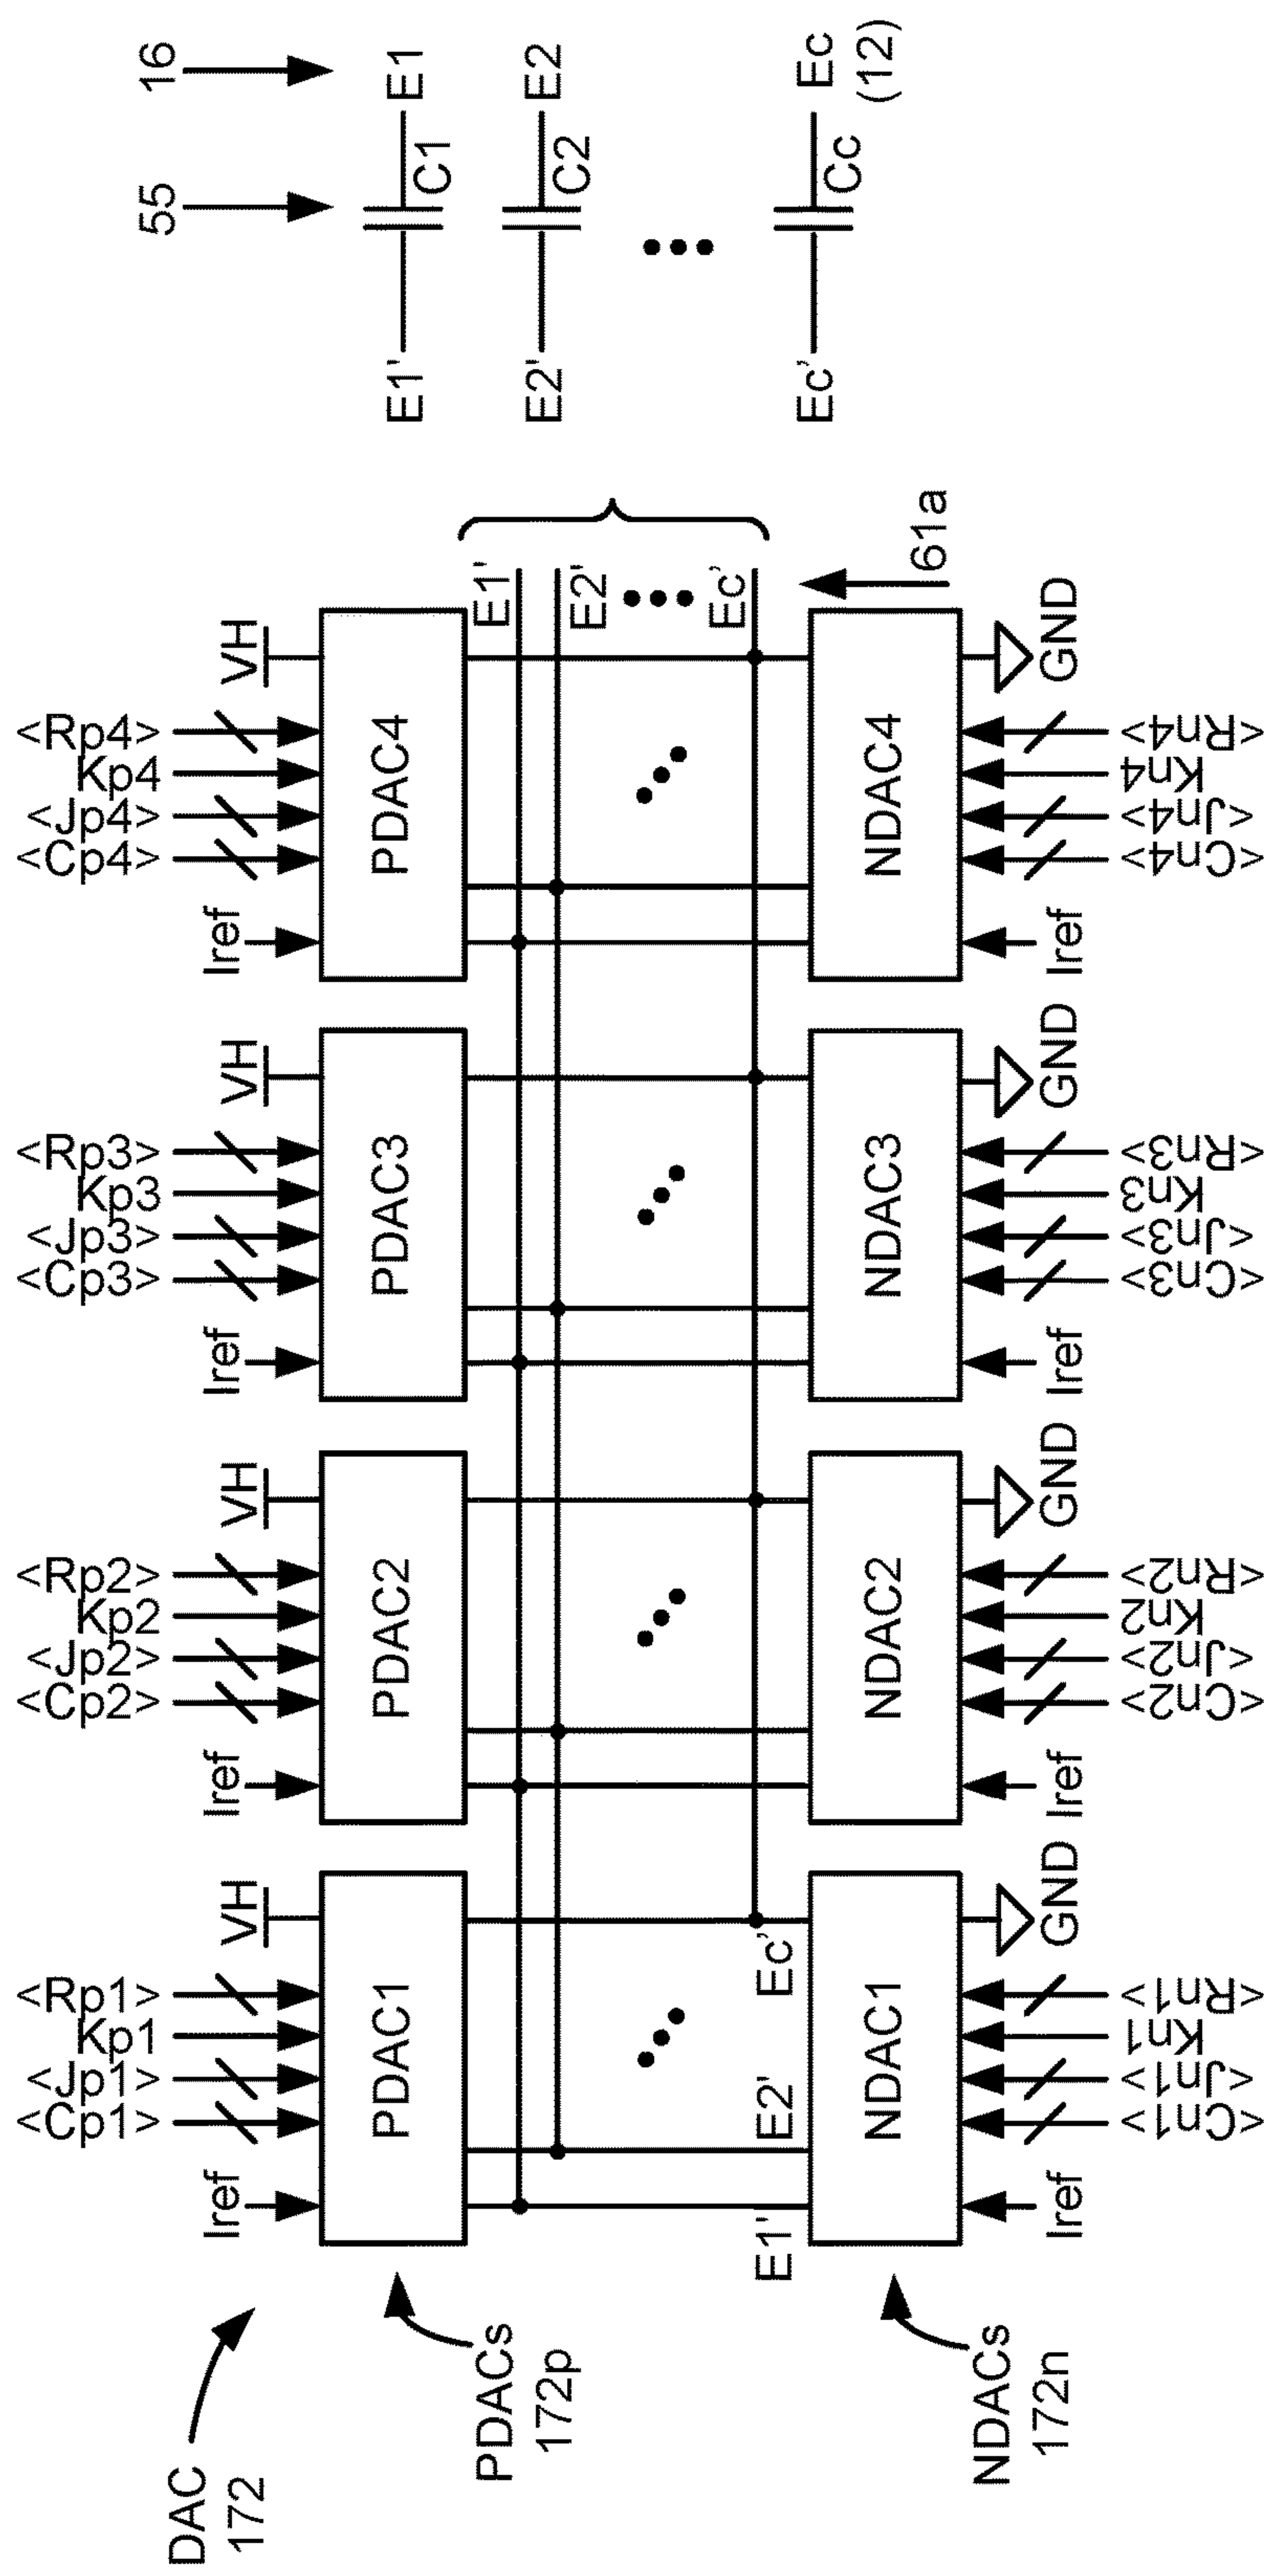 DAC
172
PDACs
172p
NDACs
172n
Iref
<Cp1>
<Jp1>
Kp1
<Rp1>
VH
Iref
<Cp2>
<Jp2>
Kp2
<Rp2>
VH
Iref
<Cp3>
<Jp3>
Kp3
<Rp3>
VH
Iref
<Cp4>
<Jp4>
Kp4
<Rp4>
VH
PDAC1
PDAC2
PDAC3
PDAC4
E1'
E2'
Ec'
E1'
E2'
Ec'
61a
NDAC1
NDAC2
NDAC3
NDAC4
Iref
<Cn1>
<Jn1>
Kn1
<Rn1>
GND
Iref
<Cn2>
<Jn2>
Kn2
<Rn2>
GND
Iref
<Cn3>
<Jn3>
Kn3
<Rn3>
GND
Iref
<Cn4>
<Jn4>
Kn4
<Rn4>
GND
55
16
E1'
C1
E1
E2'
C2
E2
Ec'
Cc
Ec
(12)